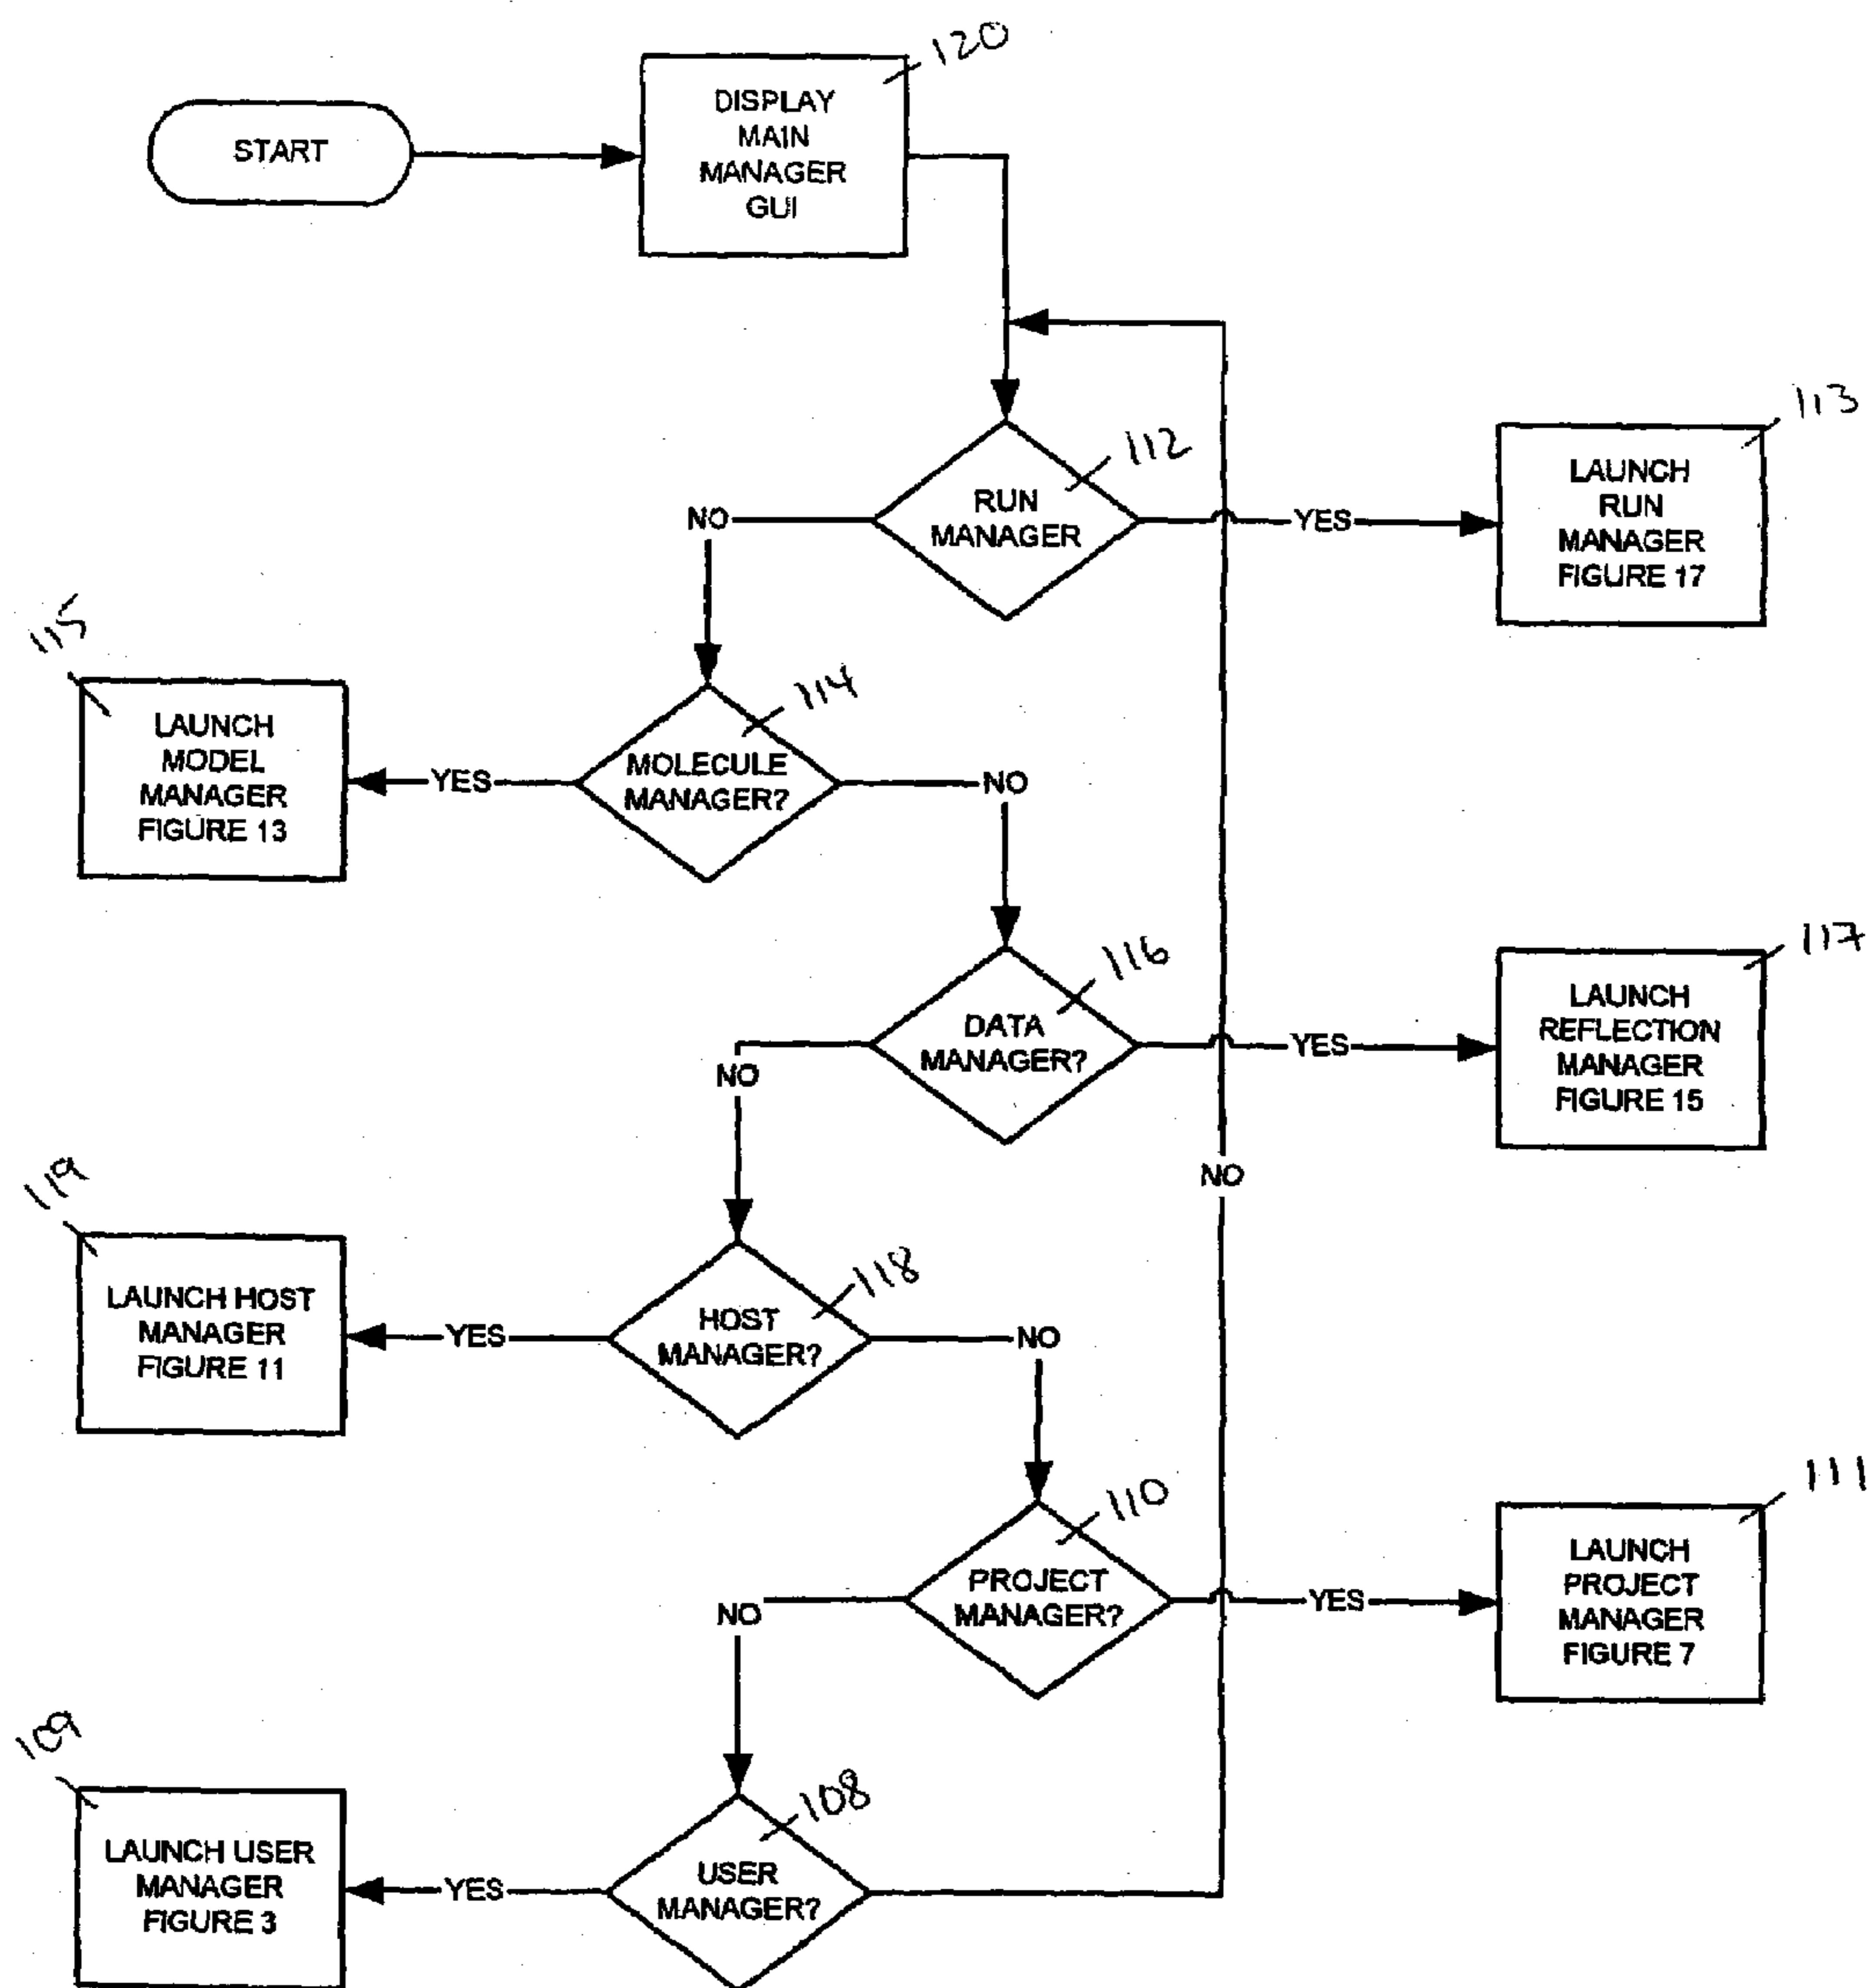 120
DISPLAY
MAIN
MANAGER
GUI
START
112
RUN
MANAGER
NO
YES
113
LAUNCH
RUN
MANAGER
FIGURE 17
115
LAUNCH
MODEL
MANAGER
FIGURE 13
YES
114
MOLECULE
MANAGER?
NO
116
DATA
MANAGER?
NO
YES
117
LAUNCH
REFLECTION
MANAGER
FIGURE 15
NO
119
LAUNCH HOST
MANAGER
FIGURE 11
YES
118
HOST
MANAGER?
NO
110
PROJECT
MANAGER?
NO
YES
111
LAUNCH
PROJECT
MANAGER
FIGURE 7
109
LAUNCH USER
MANAGER
FIGURE 3
YES
108
USER
MANAGER?